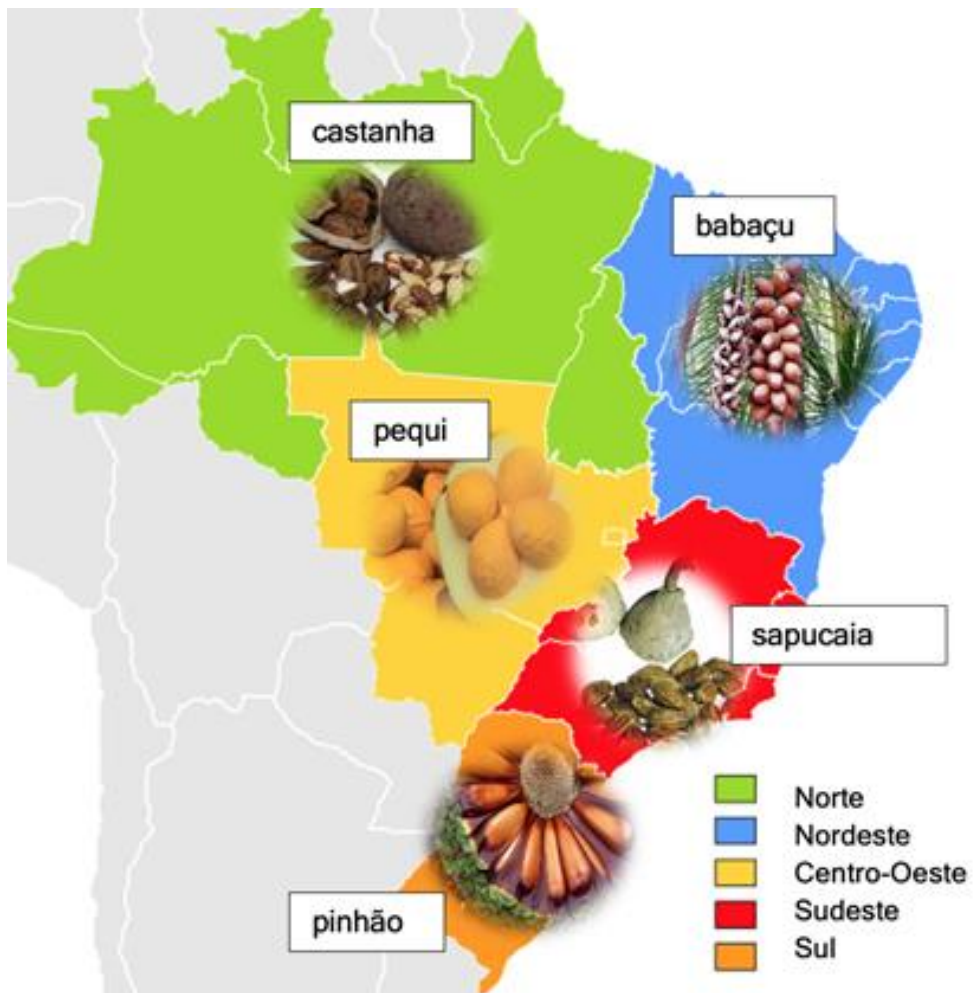 castanha
babaçu
pequi
sapucaia
pinhão
Norte
Nordeste
Centro-Oeste
Sudeste
Sul